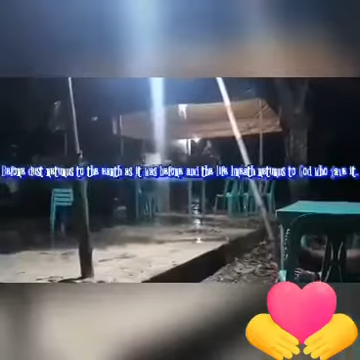 Before dust returns to the earth as it was before, and the life breath returns to God who gave it.